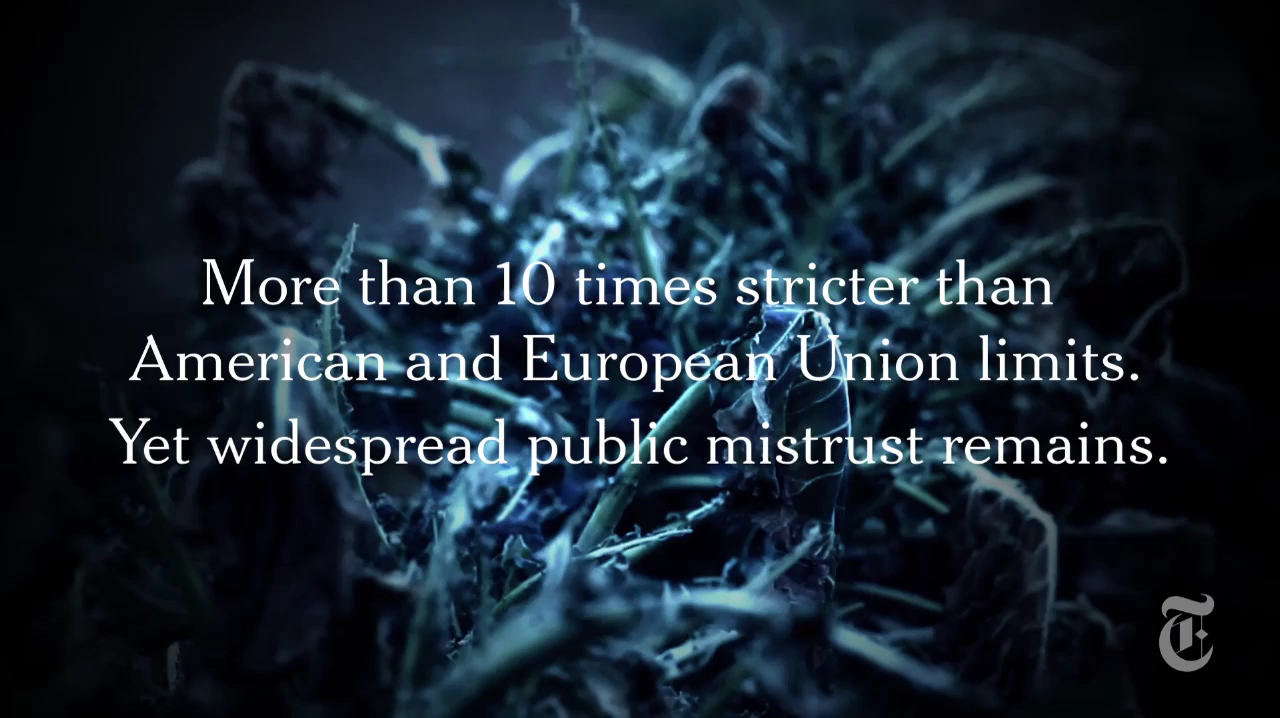 More than 10 times stricter than
American and European Union limits.
Yet widespread public mistrust remains.
T